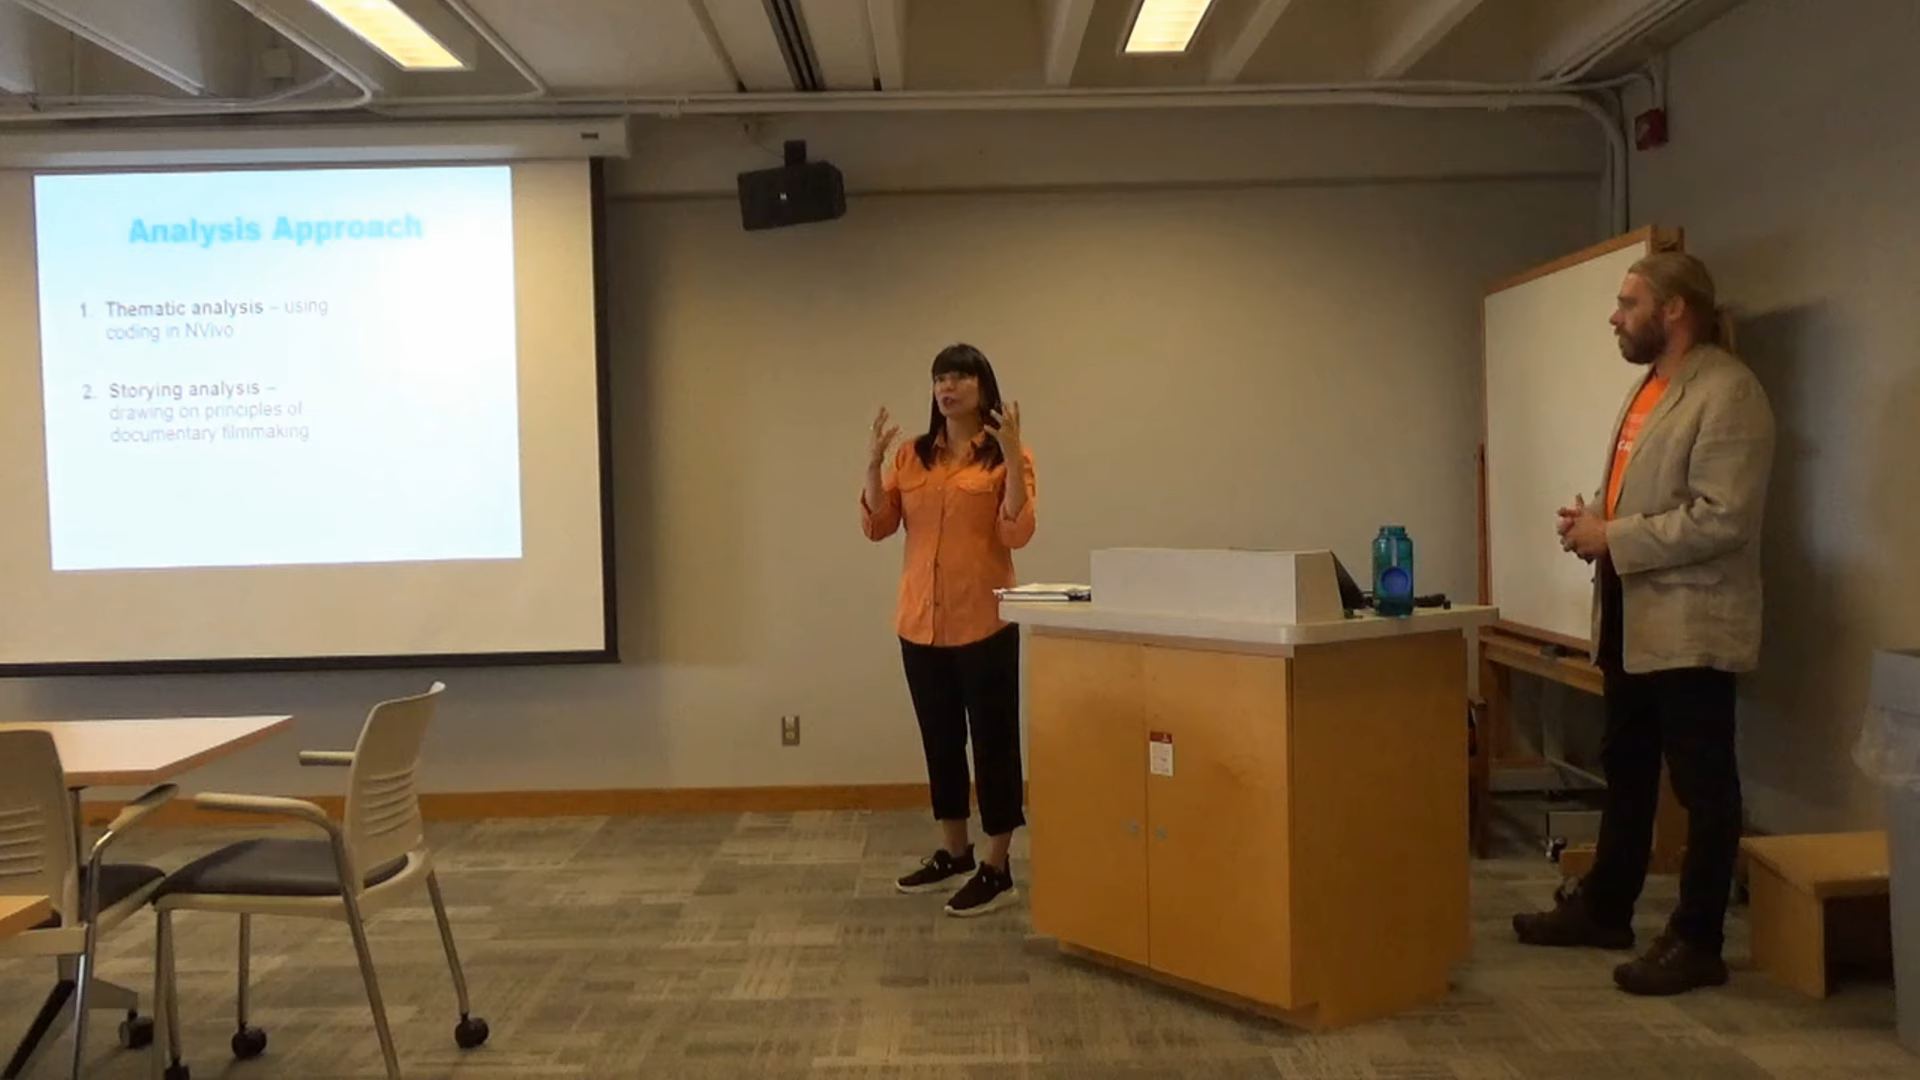 Analysis Approach
1. Thematic analysis – using
coding in NVivo
2. Storying analysis –
drawing on principles of
documentary filmmaking